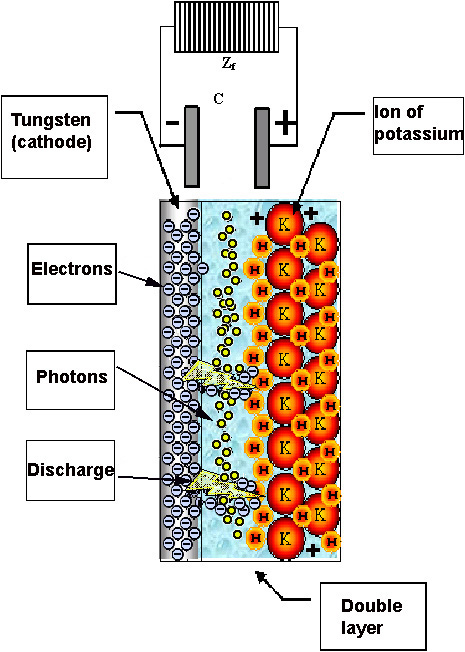 Zf
- C +
Tungsten
(cathode)
Ion of
potassium
+ K +
H H K
Electrons
H K H
H H K
H K H
H H K
Photons
H K H
H H K
H K H
H H K
Discharge
H K H
H H K
H K H
H H K
H K + H
Double
layer